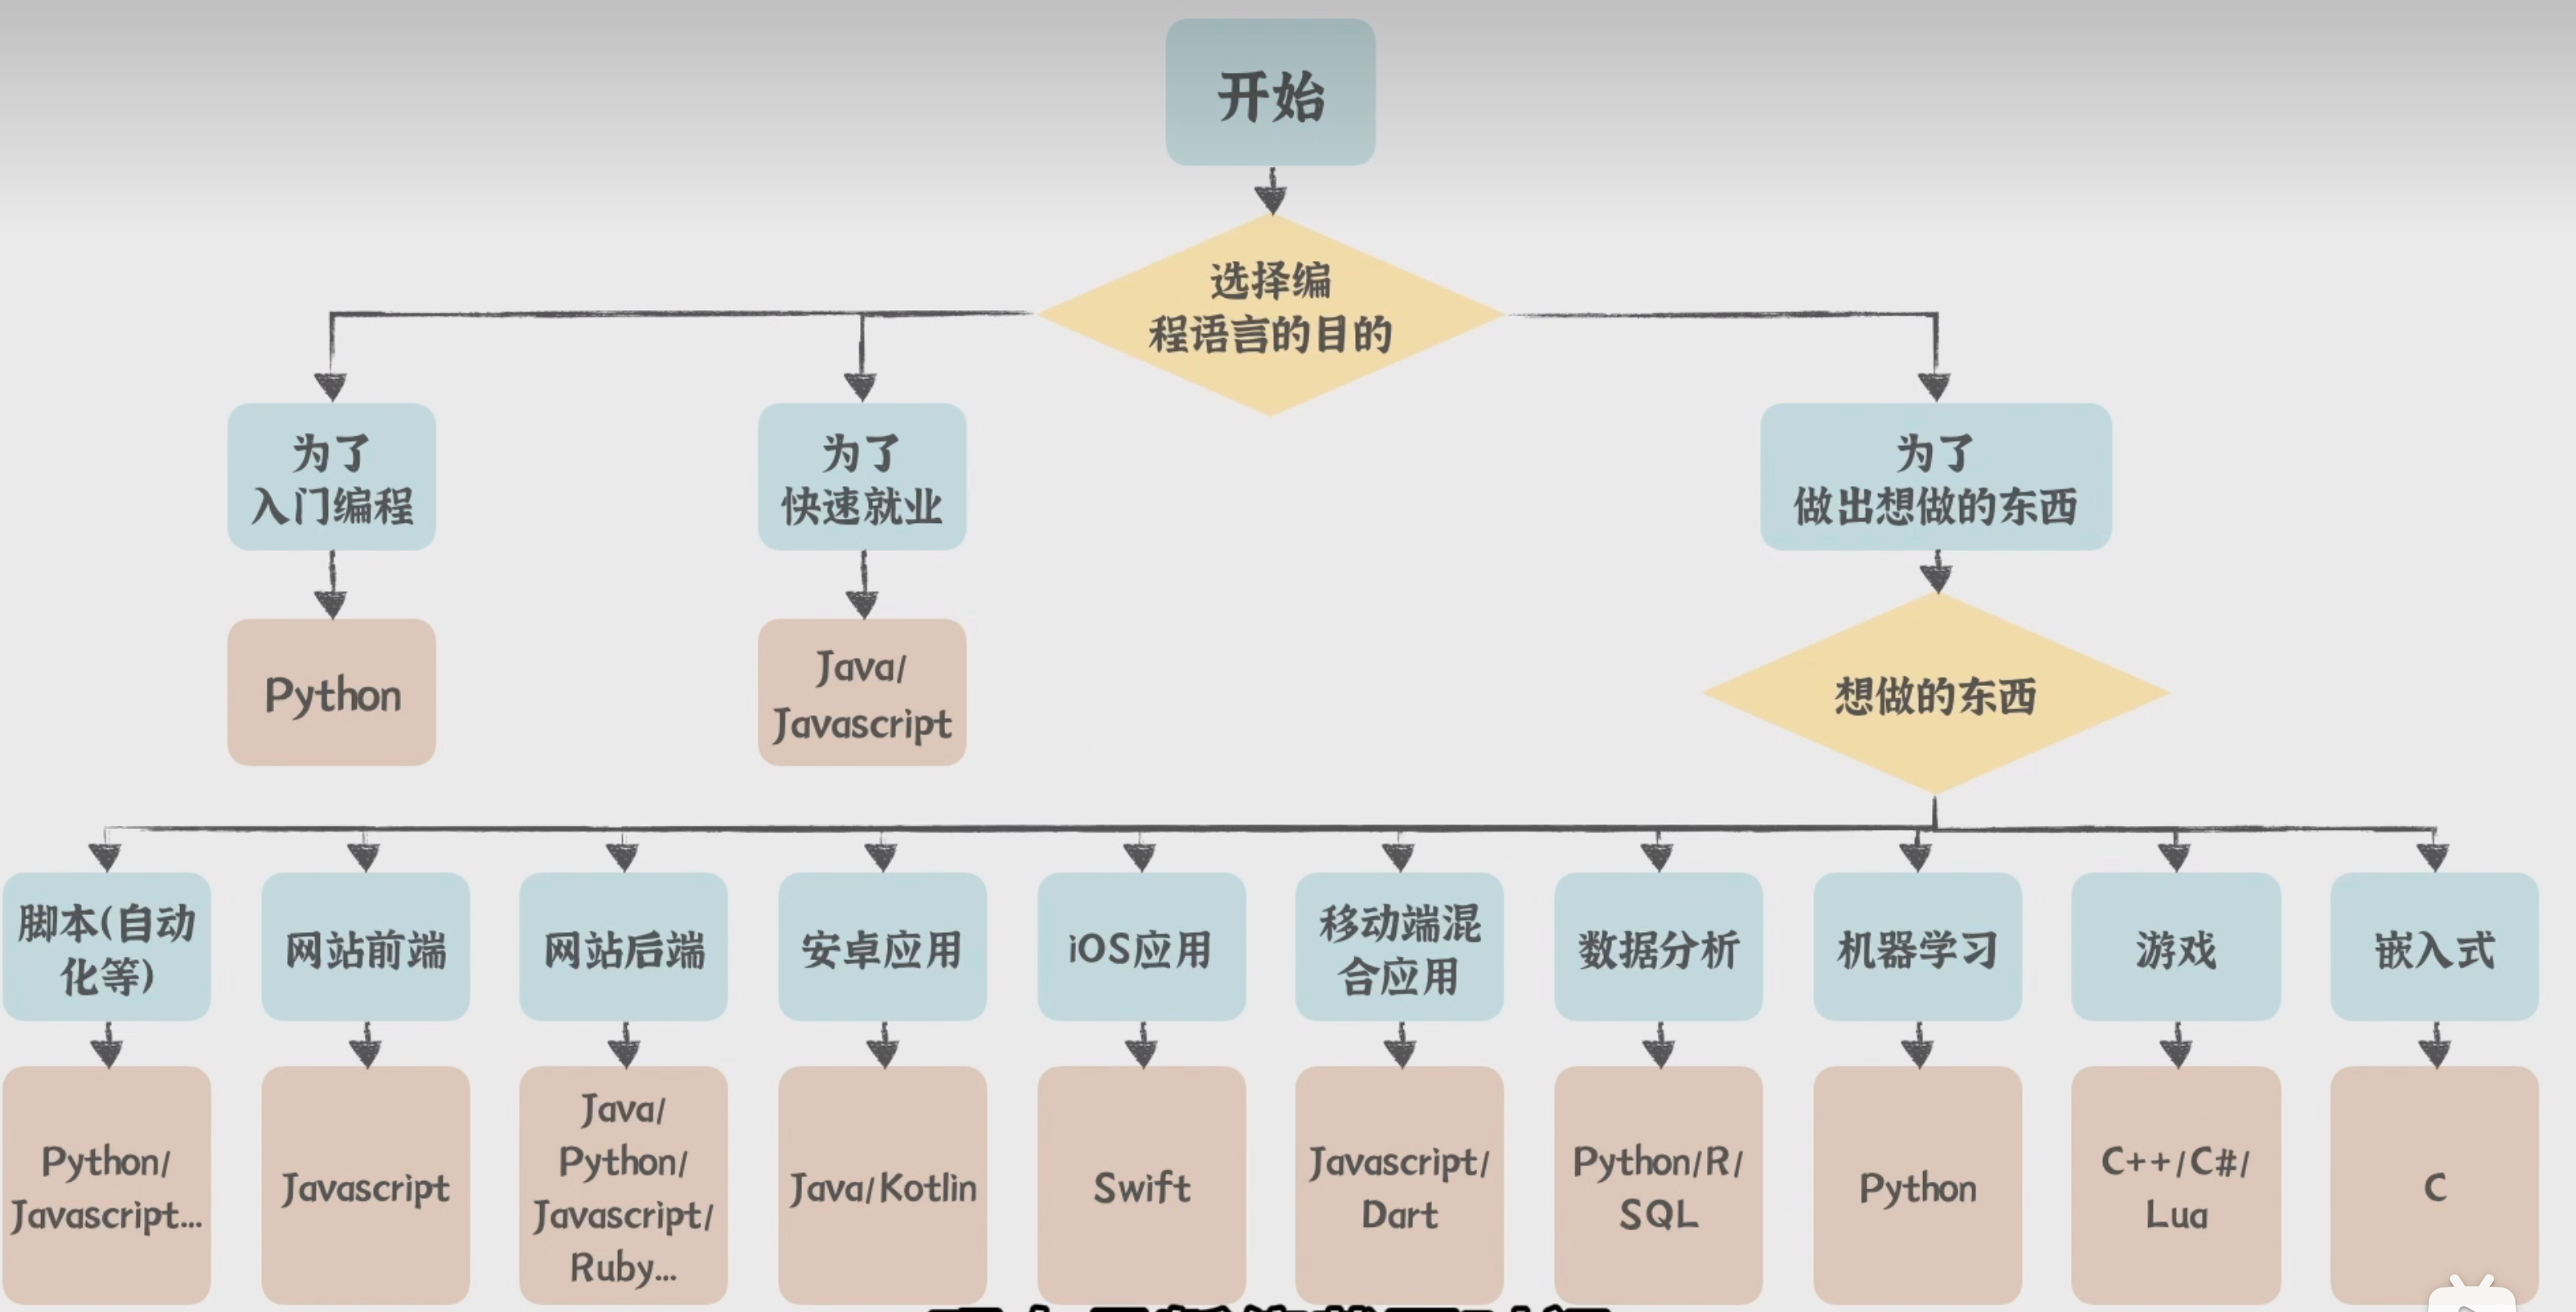 开始
选择编
程语言的目的
为了
入门编程
为了
快速就业
为了
做出想做的东西
Python
Java/
Javascript
想做的东西
脚本(自动
化等)
网站前端
网站后端
安卓应用
iOS应用
移动端混
合应用
数据分析
机器学习
游戏
嵌入式
Python/
Javascript...
Javascript
Java/
Python/
Javascript/
Ruby...
Java/Kotlin
Swift
Javascript/
Dart
Python/R/
SQL
Python
C++/C#/
Lua
C